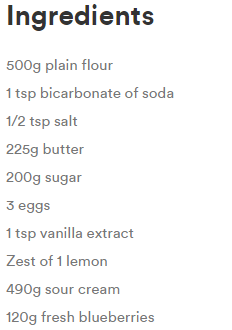 Ingredients
500g plain flour
1 tsp bicarbonate of soda
1/2 tsp salt
225g butter
200g sugar
3 eggs
1 tsp vanilla extract
Zest of 1 lemon
490g sour cream
120g fresh blueberries